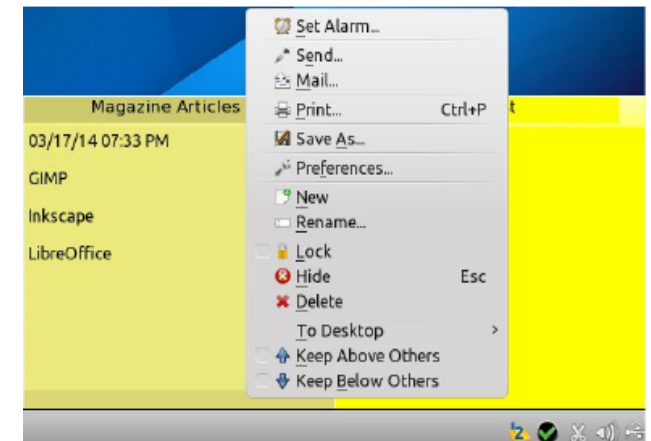 Set Alarm...
Send...
Mail...
Magazine Articles
t
Print... Ctrl+P
03/17/14 07:33 PM
Save As...
GIMP
Preferences...
New
Inkscape
Rename...
LibreOffice
Lock
Hide Esc
Delete
To Desktop
Keep Above Others
Keep Below Others
2